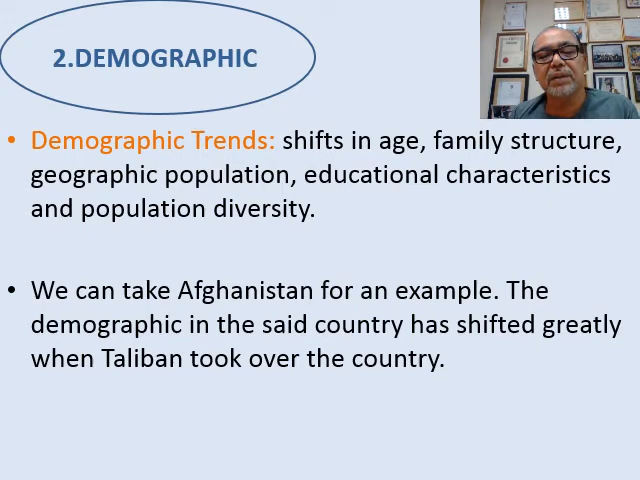 2.DEMOGRAPHIC
• Demographic Trends: shifts in age, family structure,
geographic population, educational characteristics
and population diversity.
• We can take Afghanistan for an example. The
demographic in the said country has shifted greatly
when Taliban took over the country.